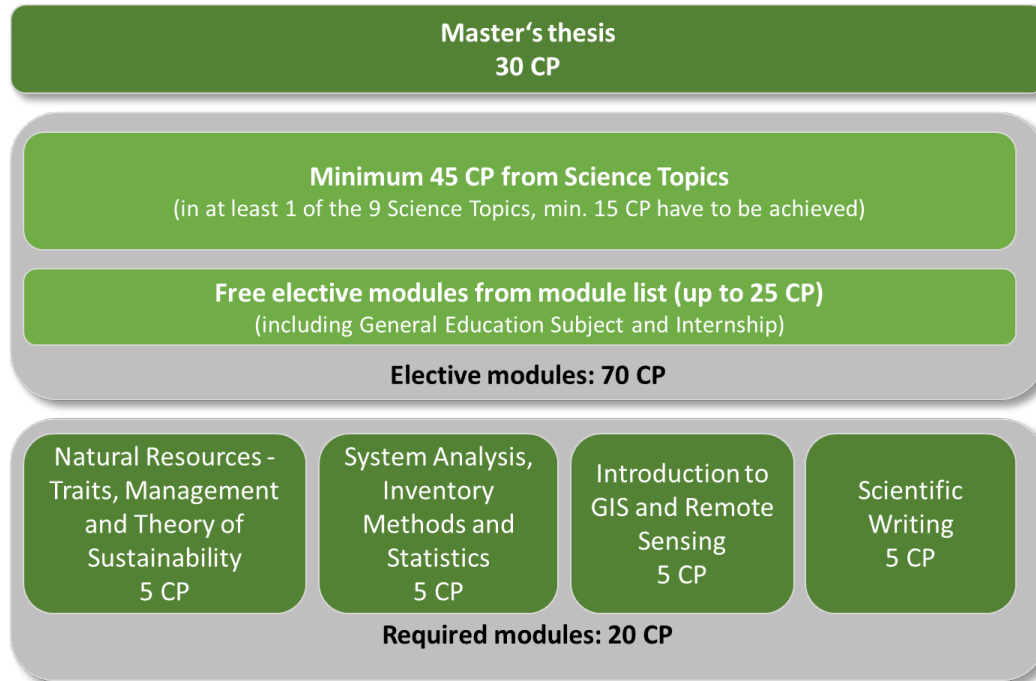 Master‘s thesis
30 CP
Minimum 45 CP from Science Topics
(in at least 1 of the 9 Science Topics, min. 15 CP have to be achieved)
Free elective modules from module list (up to 25 CP)
(including General Education Subject and Internship)
Elective modules: 70 CP
Natural Resources -
Traits, Management
and Theory of
Sustainability
5 CP
System Analysis,
Inventory
Methods and
Statistics
5 CP
Introduction to
GIS and Remote
Sensing
5 CP
Scientific
Writing
5 CP
Required modules: 20 CP